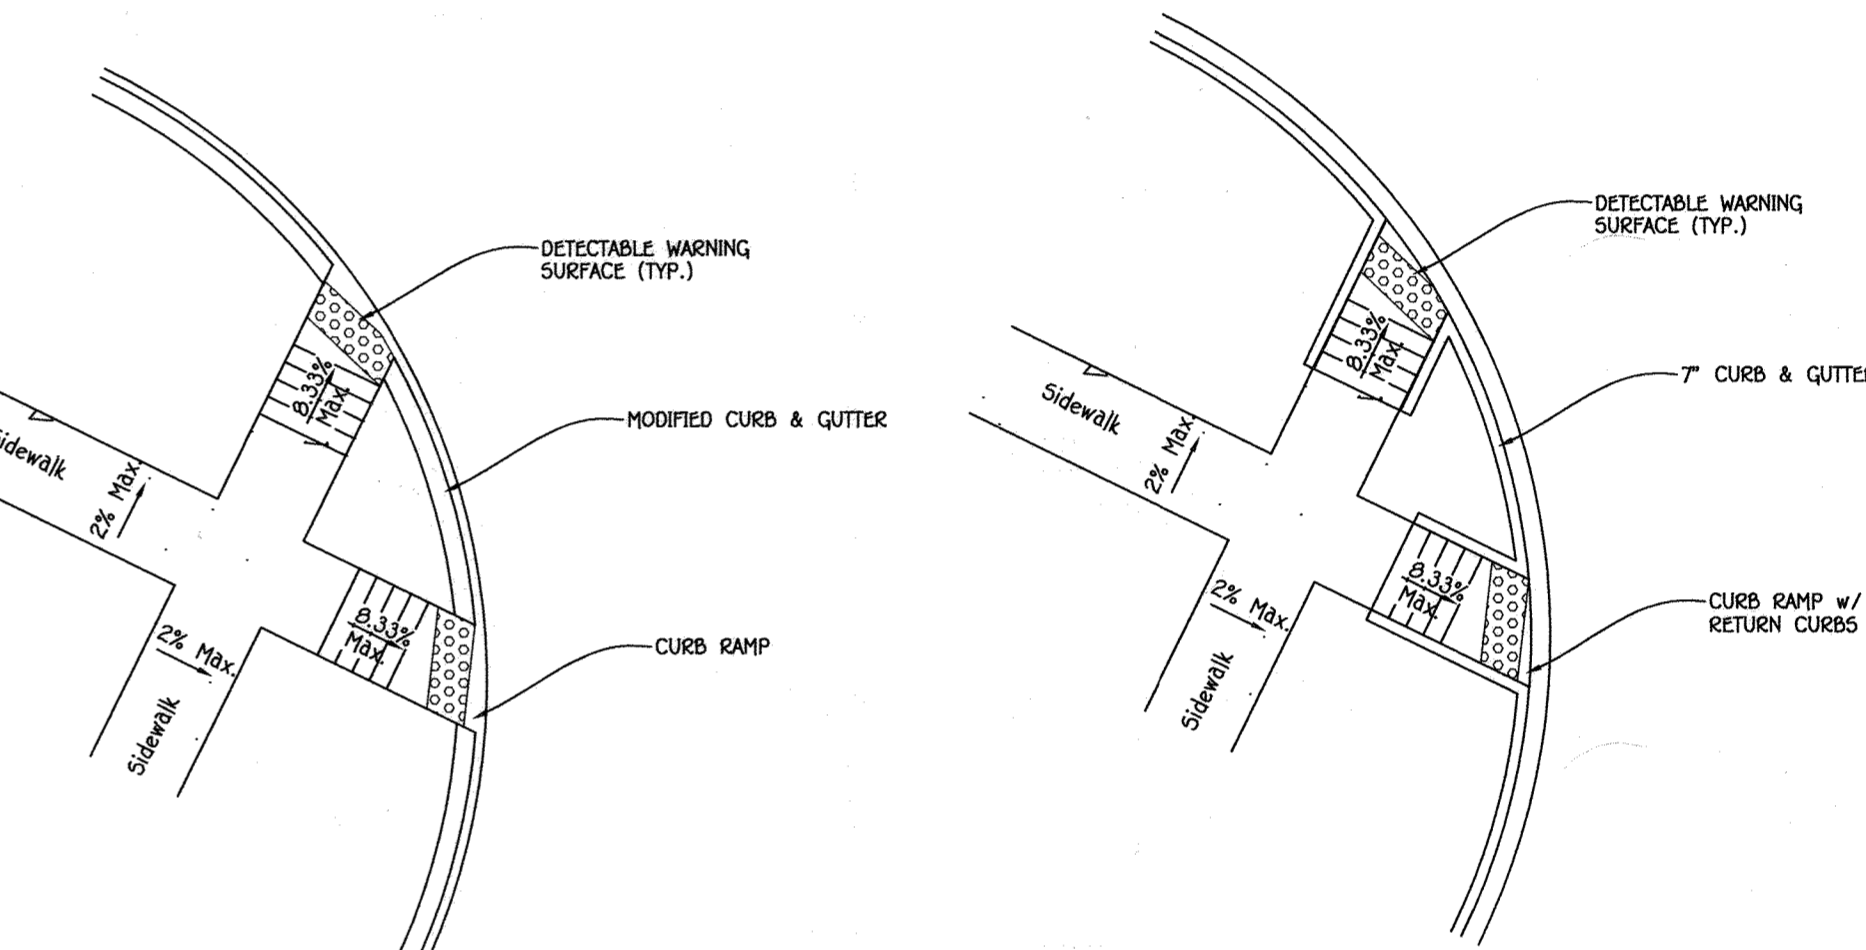 DETECTABLE WARNING
SURFACE (TYP.)
8.33%
Max.
MODIFIED CURB & GUTTER
Sidewalk
2% Max.
8.33%
Max.
CURB RAMP
2% Max.
Sidewalk
DETECTABLE WARNING
SURFACE (TYP.)
8.33%
Max.
7" CURB & GUTTE
Sidewalk
2% Max.
8.33%
Max.
CURB RAMP w/
RETURN CURBS
2% Max.
Sidewalk